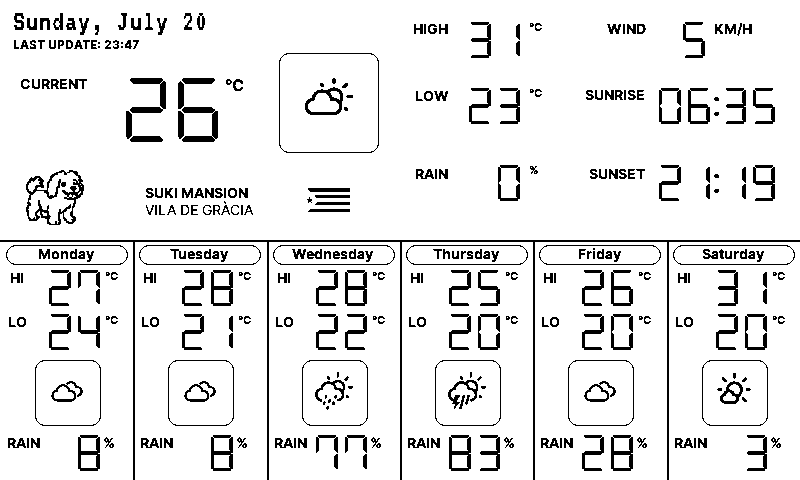 Sunday, July 20
LAST UPDATE: 23:47
CURRENT 26 °C
SUKI MANSION
VILA DE GRÀCIA
HIGH 31 °C
LOW 23 °C
RAIN 0 %
WIND 5 KM/H
SUNRISE 06:35
SUNSET 21:19
Monday
HI 27 °C
LO 24 °C
RAIN 8 %
Tuesday
HI 28 °C
LO 21 °C
RAIN 8 %
Wednesday
HI 28 °C
LO 22 °C
RAIN 77 %
Thursday
HI 25 °C
LO 20 °C
RAIN 83 %
Friday
HI 26 °C
LO 20 °C
RAIN 28 %
Saturday
HI 31 °C
LO 20 °C
RAIN 3 %